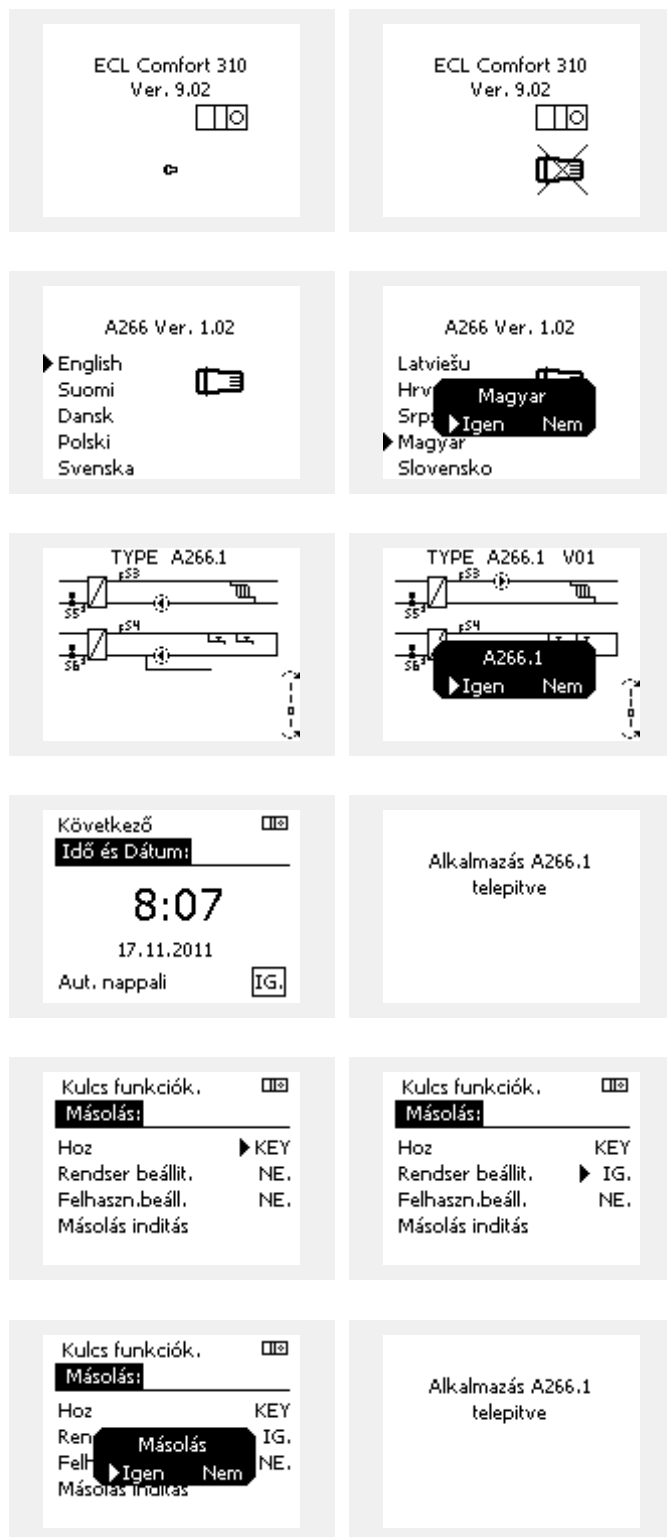 ECL Comfort 310
Ver. 9.02
ECL Comfort 310
Ver. 9.02
A266 Ver. 1.02
English
Suomi
Dansk
Polski
Svenska
A266 Ver. 1.02
Latviešu
Magyar
Igen Nem
Magyar
Slovensko
TYPE A266.1
S3
S5
S4
S6
TYPE A266.1 V01
S3
S5
S4
S6
A266.1
Igen Nem
Következő
Idő és Dátum:
8:07
17.11.2011
Aut. nappali IG.
Alkalmazás A266.1
telepitve
Kulcs funkciók.
Másolás:
Hoz KEY
Rendser beállit. NE.
Felhaszn.beáll. NE.
Másolás inditás
Kulcs funkciók.
Másolás:
Hoz KEY
Rendser beállit. IG.
Felhaszn.beáll. NE.
Másolás inditás
Kulcs funkciók.
Másolás:
Hoz KEY
IG.
Másolás
NE.
Igen Nem
Másolás inditás
Alkalmazás A266.1
telepitve